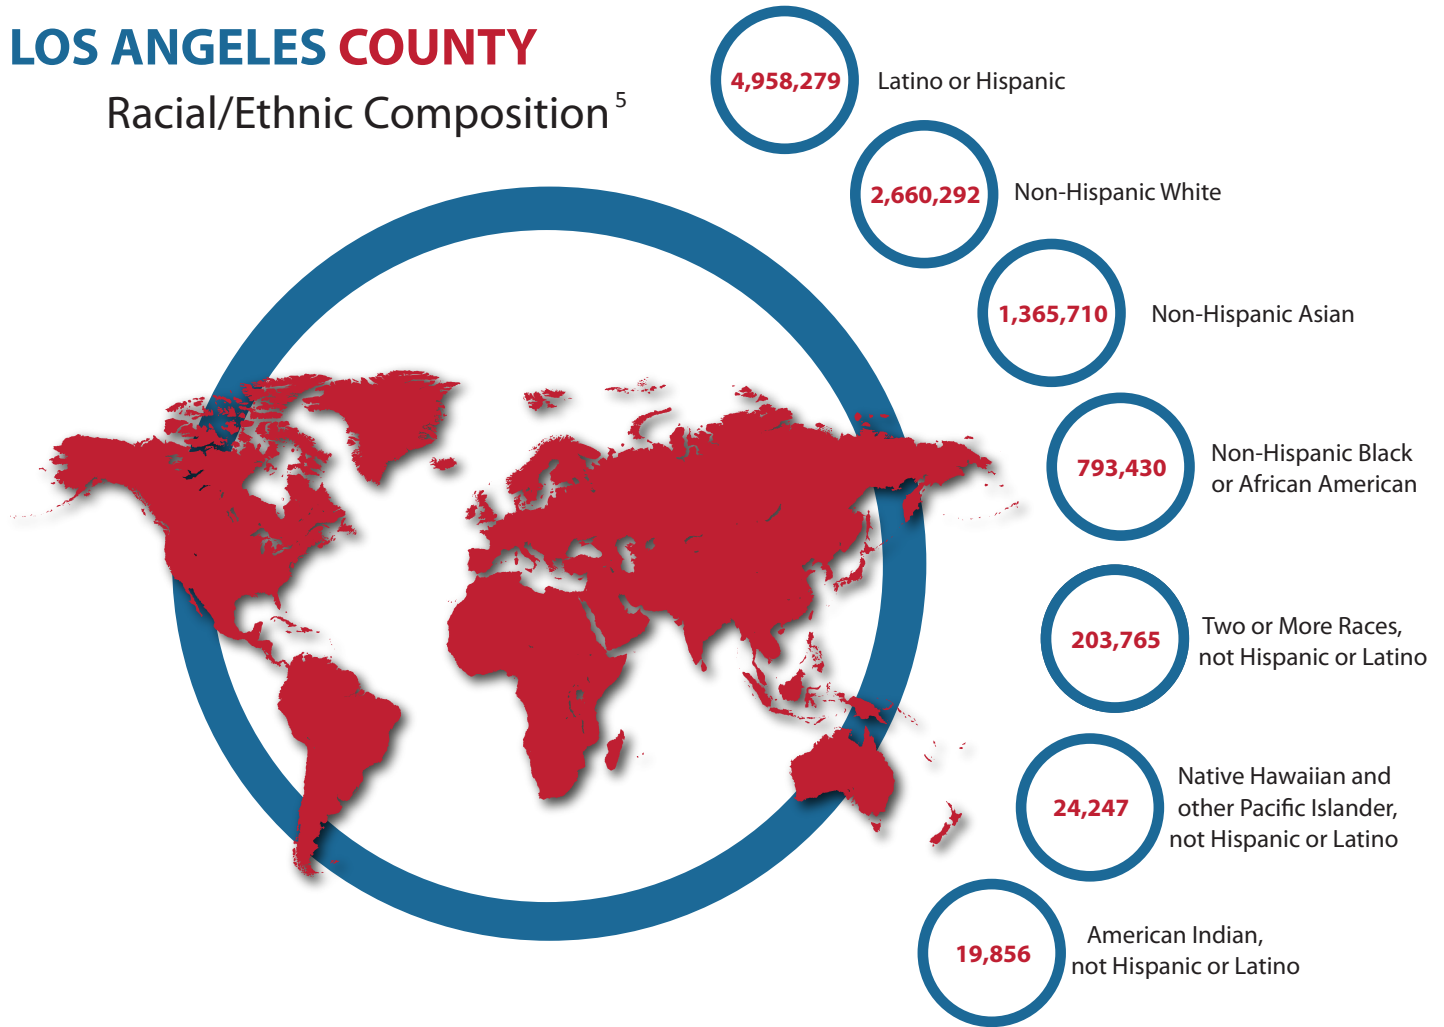 LOS ANGELES COUNTY
Racial/Ethnic Composition 5
4,958,279
Latino or Hispanic
2,660,292
Non-Hispanic White
1,365,710
Non-Hispanic Asian
793,430
Non-Hispanic Black
or African American
203,765
Two or More Races,
not Hispanic or Latino
24,247
Native Hawaiian and
other Pacific Islander,
not Hispanic or Latino
19,856
American Indian,
not Hispanic or Latino